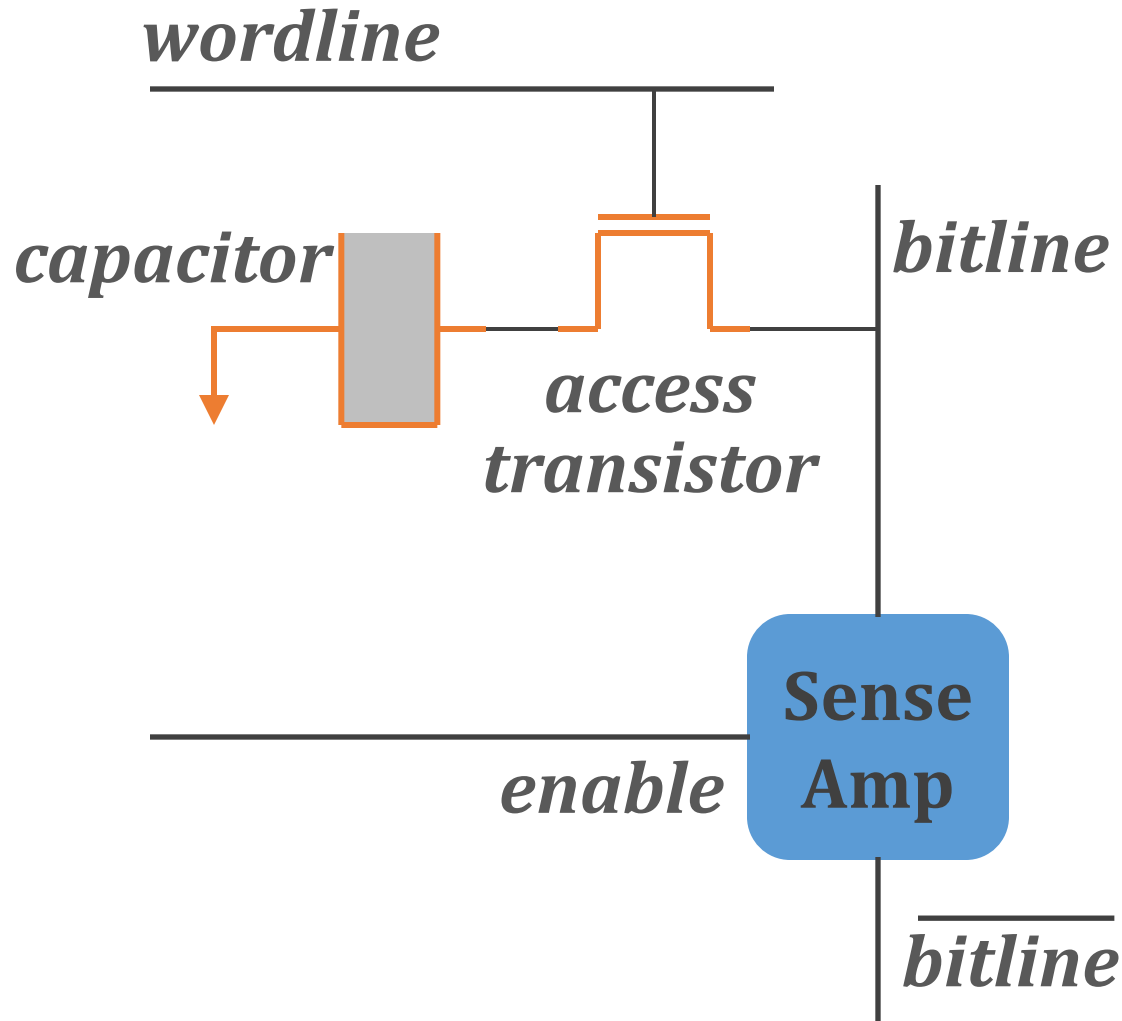 wordline
capacitor
bitline
access
transistor
Sense
Amp
enable
bitline